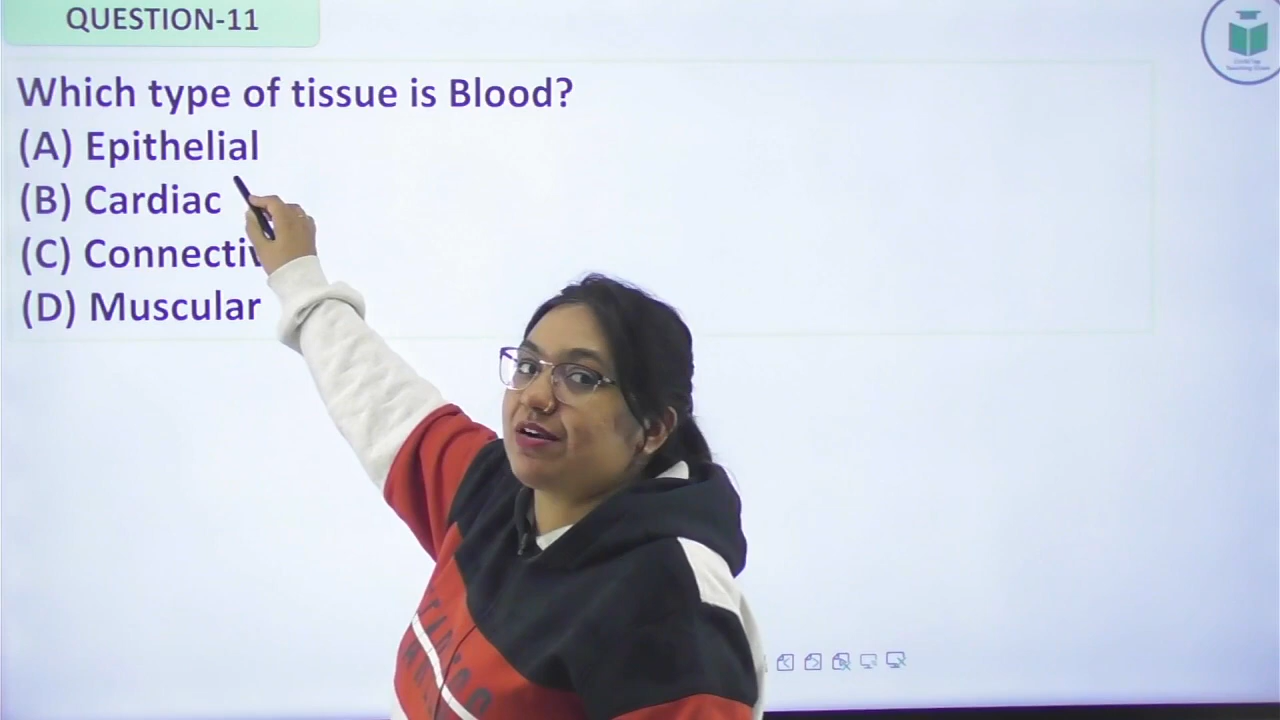 QUESTION-11
Which type of tissue is Blood?
(A) Epithelial
(B) Cardiac
(C) Connectiv
(D) Muscular